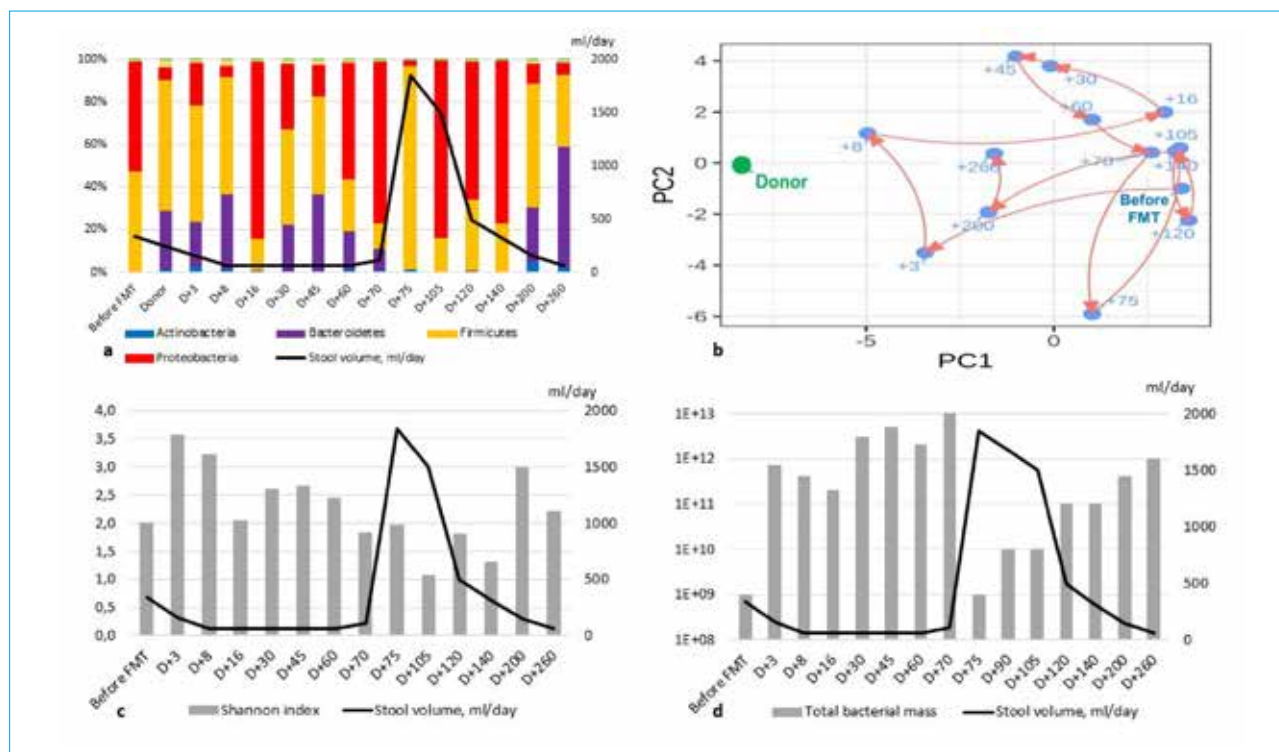 ml/day
100%
80%
60%
40%
20%
0%
2000
1500
1000
500
0
Before FMT
Donor
D+3
D+8
D+16
D+30
D+45
D+60
D+70
D+75
D+105
D+120
D+140
D+200
D+260
Actinobacteria
Bacteroidetes
Firmicutes
Proteobacteria
Stool volume, ml/day
a
4
2
0
-2
-4
-6
PC2
+45
+30
+16
+60
+105
+8
+70
+140
+260
Donor
Before
FMT
+200
+120
+3
+75
-5
0
PC1
b
ml/day
4,0
3,5
3,0
2,5
2,0
1,5
1,0
0,5
0,0
2000
1500
1000
500
0
Before FMT
D+3
D+8
D+16
D+30
D+45
D+60
D+70
D+75
D+105
D+120
D+140
D+200
D+260
c
Shannon index
Stool volume, ml/day
ml/day
1E+13
1E+12
1E+11
1E+10
1E+09
1E+08
2000
1500
1000
500
0
Before FMT
D+3
D+8
D+16
D+30
D+45
D+60
D+70
D+75
D+90
D+105
D+120
D+140
D+200
D+260
d
Total bacterial mass
Stool volume, ml/day